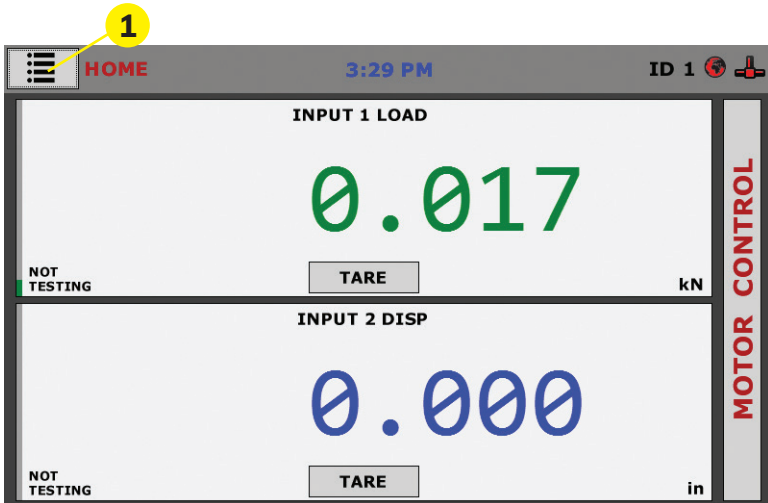 1
HOME
3:29 PM
ID 1
INPUT 1 LOAD
0.017
NOT
TESTING
TARE
kN
INPUT 2 DISP
0.000
NOT
TESTING
TARE
in
MOTOR CONTROL